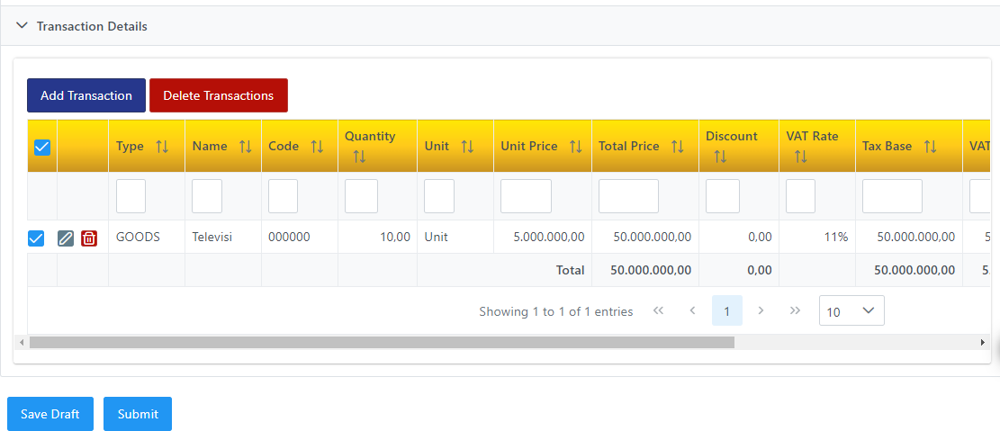 Transaction Details
Add Transaction Delete Transactions
Type Name Code Quantity Unit Unit Price Total Price Discount VAT Rate Tax Base VAT
GOODS Televisi 000000 10,00 Unit 5.000.000,00 50.000.000,00 0,00 11% 50.000.000,00 5
Total 50.000.000,00 0,00 50.000.000,00 5.
Showing 1 to 1 of 1 entries 1 10
Save Draft Submit